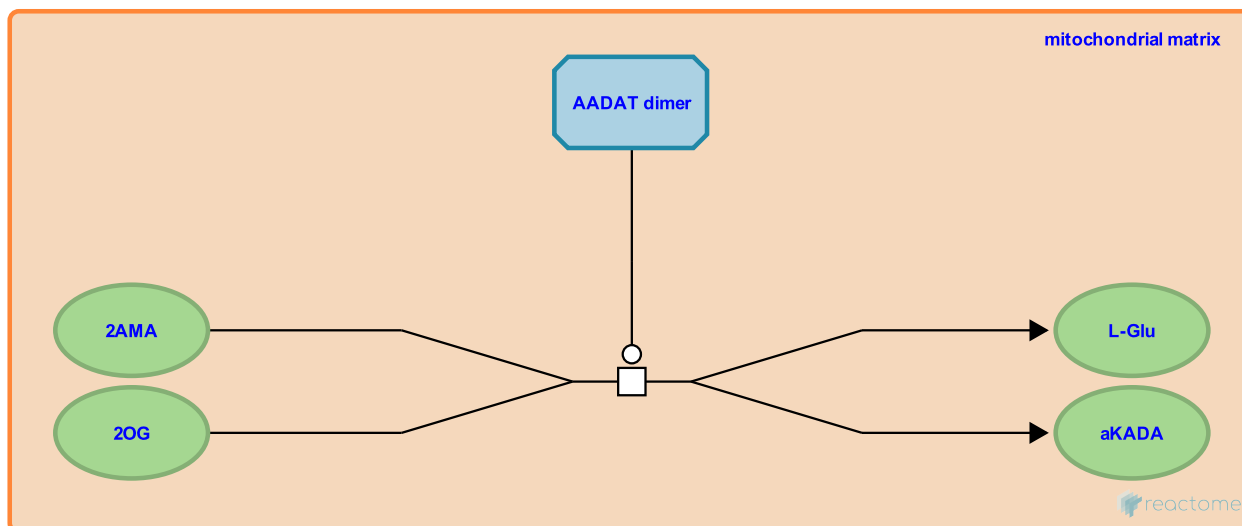 mitochondrial matrix
AADAT dimer
2AMA
L-Glu
2OG
aKADA
reactome